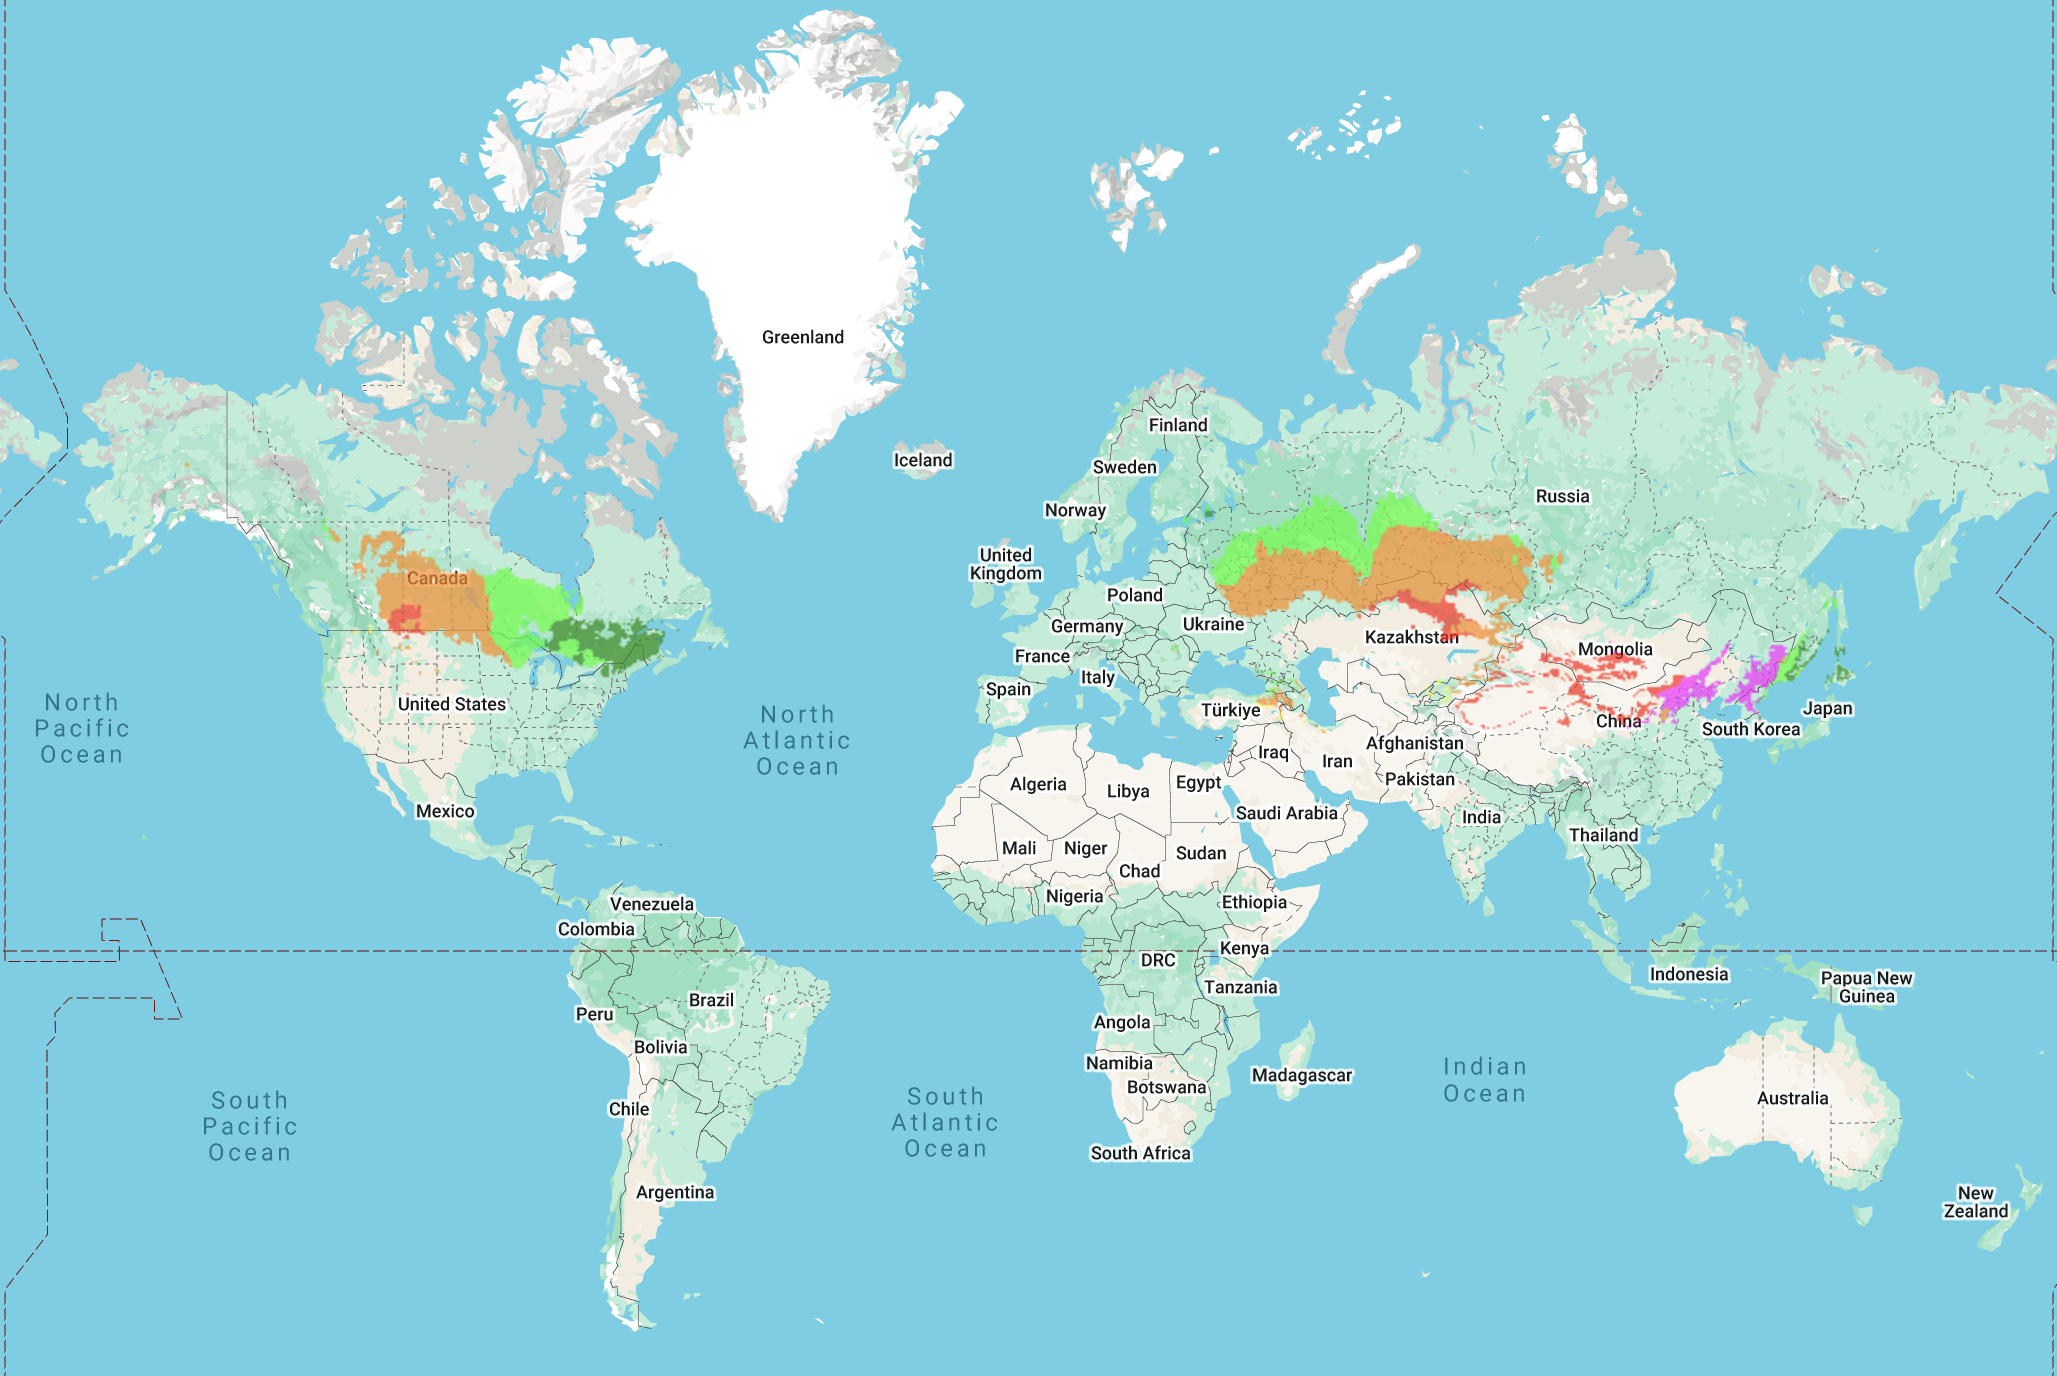 Greenland
Iceland
Finland
Sweden
Norway
Russia
United
Kingdom
Canada
Poland
Germany
Ukraine
Kazakhstan
Mongolia
France
Italy
Spain
United States
Türkiye
China
Japan
South Korea
North
Pacific
Ocean
North
Atlantic
Ocean
Iraq
Iran
Afghanistan
Pakistan
Algeria
Libya
Egypt
Saudi Arabia
India
Mexico
Mali
Niger
Chad
Sudan
Thailand
Nigeria
Ethiopia
Venezuela
Colombia
Kenya
DRC
Tanzania
Indonesia
Papua New
Guinea
Peru
Brazil
Angola
Bolivia
Namibia
Botswana
Madagascar
Indian
Ocean
Australia
Chile
South
Pacific
Ocean
South
Atlantic
Ocean
South Africa
Argentina
New
Zealand